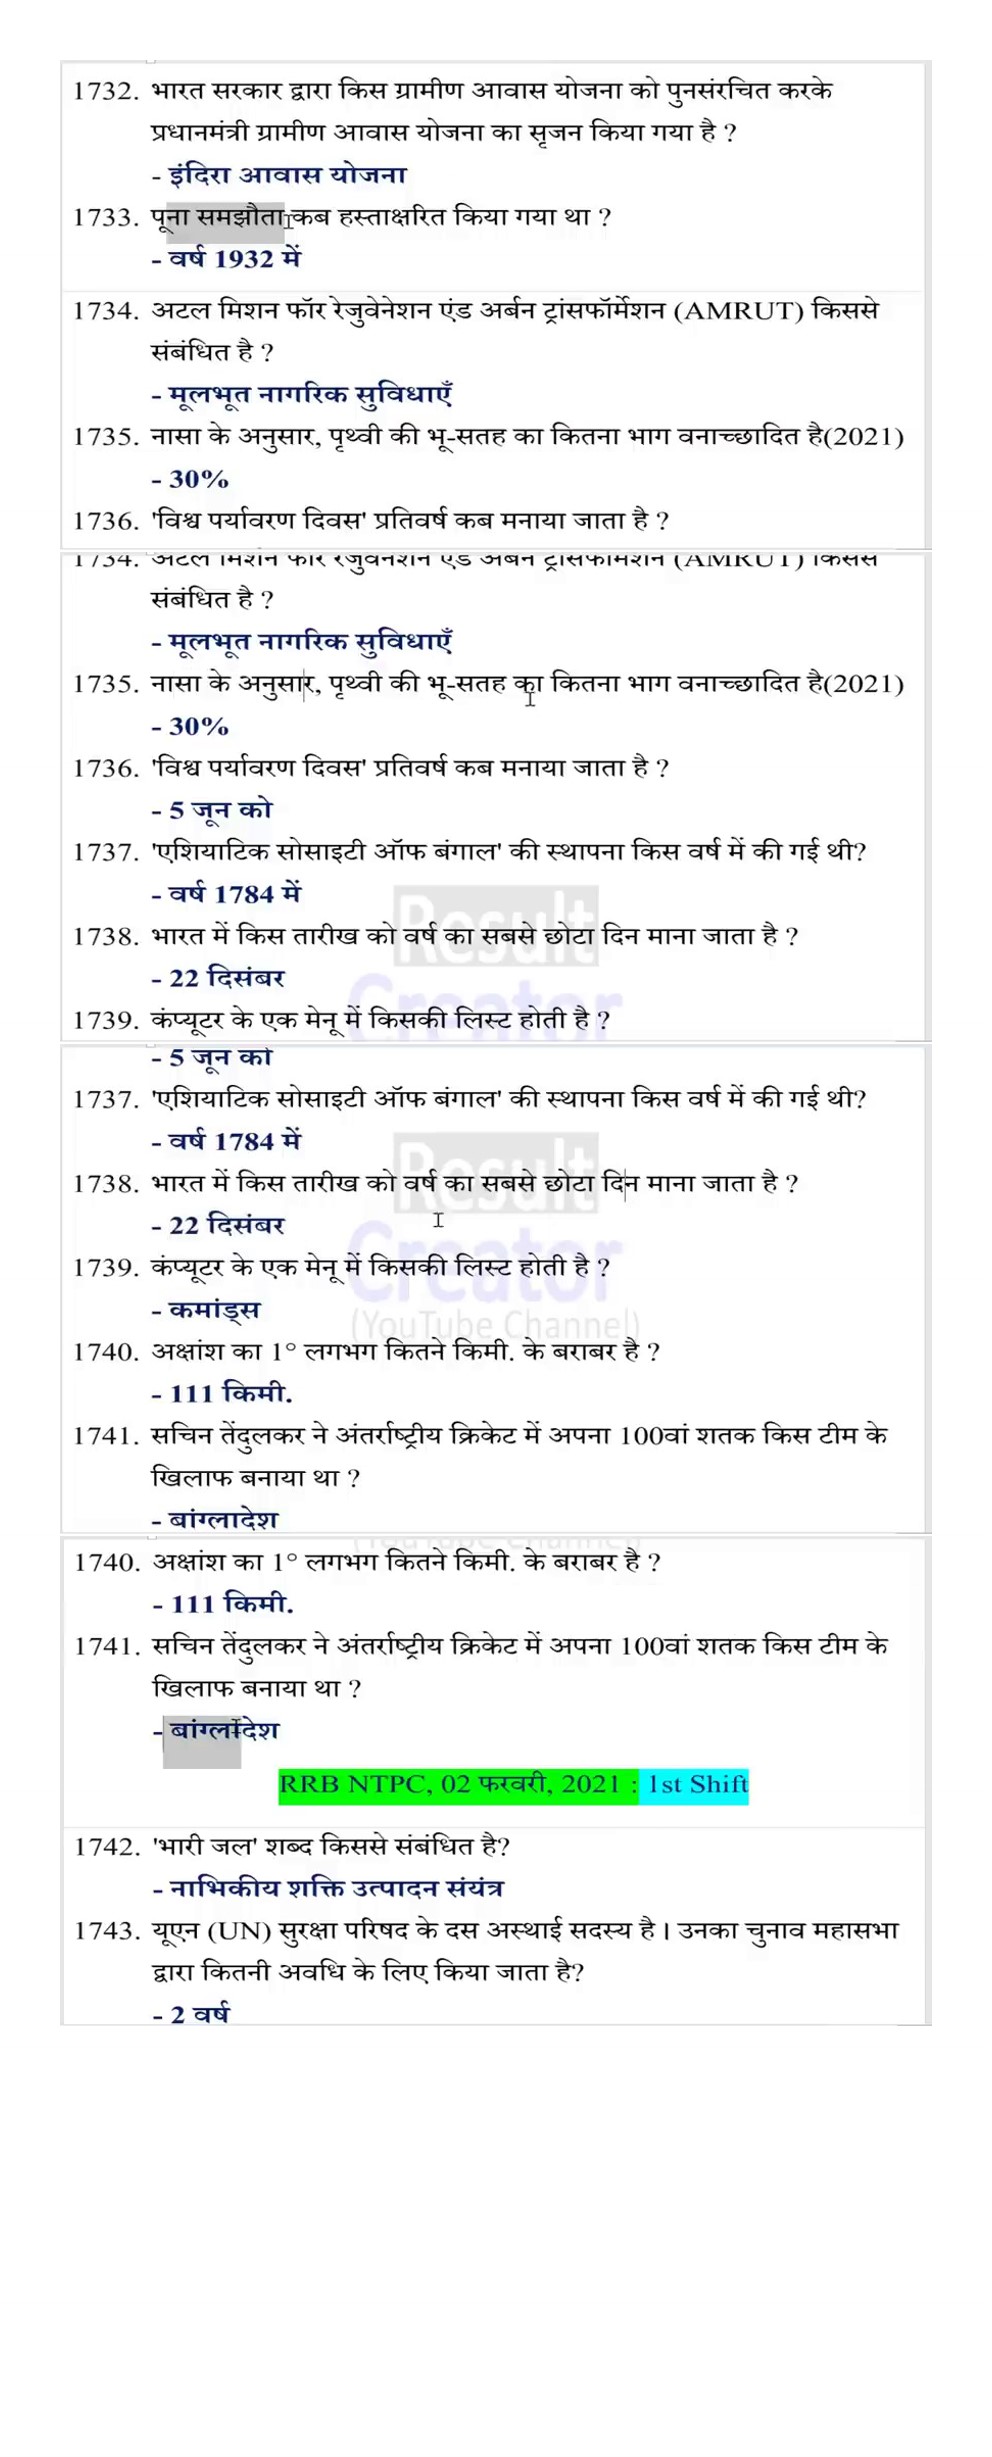 1732. भारत सरकार द्वारा किस ग्रामीण आवास योजना को पुनसंरचित करके
प्रधानमंत्री ग्रामीण आवास योजना का सृजन किया गया है ?
- इंदिरा आवास योजना
1733. पूना समझौता कब हस्ताक्षरित किया गया था ?
- वर्ष 1932 में
1734. अटल मिशन फॉर रेजुवेनेशन एंड अर्बन ट्रांसफॉर्मेशन (AMRUT) किससे
संबंधित है ?
- मूलभूत नागरिक सुविधाएँ
1735. नासा के अनुसार, पृथ्वी की भू-सतह का कितना भाग वनाच्छादित है(2021)
- 30%
1736. 'विश्व पर्यावरण दिवस' प्रतिवर्ष कब मनाया जाता है ?
1734. अटल मिशन फॉर रेजुवेनेशन एंड अर्बन ट्रांसफॉर्मेशन (AMRUT) किससे
संबंधित है ?
- मूलभूत नागरिक सुविधाएँ
1735. नासा के अनुसार, पृथ्वी की भू-सतह का कितना भाग वनाच्छादित है(2021)
- 30%
1736. 'विश्व पर्यावरण दिवस' प्रतिवर्ष कब मनाया जाता है ?
- 5 जून को
1737. 'एशियाटिक सोसाइटी ऑफ बंगाल' की स्थापना किस वर्ष में की गई थी?
- वर्ष 1784 में
Result
1738. भारत में किस तारीख को वर्ष का सबसे छोटा दिन माना जाता है ?
- 22 दिसंबर
Creator
1739. कंप्यूटर के एक मेनू में किसकी लिस्ट होती है ?
- 5 जून को
1737. 'एशियाटिक सोसाइटी ऑफ बंगाल' की स्थापना किस वर्ष में की गई थी?
- वर्ष 1784 में
Result
1738. भारत में किस तारीख को वर्ष का सबसे छोटा दिन माना जाता है ?
- 22 दिसंबर
Creator
1739. कंप्यूटर के एक मेनू में किसकी लिस्ट होती है ?
- कमांड्स
(YouTube Channel)
1740. अक्षांश का 1° लगभग कितने किमी. के बराबर है ?
- 111 किमी.
1741. सचिन तेंदुलकर ने अंतर्राष्ट्रीय क्रिकेट में अपना 100वां शतक किस टीम के
खिलाफ बनाया था ?
- बांग्लादेश
(YouTube Channel)
1740. अक्षांश का 1° लगभग कितने किमी. के बराबर है ?
- 111 किमी.
1741. सचिन तेंदुलकर ने अंतर्राष्ट्रीय क्रिकेट में अपना 100वां शतक किस टीम के
खिलाफ बनाया था ?
- बांग्लादेश
RRB NTPC, 02 फरवरी, 2021 : 1st Shift
1742. 'भारी जल' शब्द किससे संबंधित है?
- नाभिकीय शक्ति उत्पादन संयंत्र
1743. यूएन (UN) सुरक्षा परिषद के दस अस्थाई सदस्य है। उनका चुनाव महासभा
द्वारा कितनी अवधि के लिए किया जाता है?
- 2 वर्ष